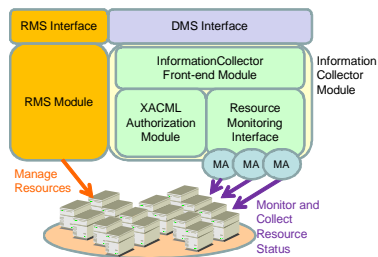 RMS Interface
DMS Interface
InformationCollector
Front-end Module
Information
Collector
Module
RMS Module
XACML
Authorization
Module
Resource
Monitoring
Interface
MA
MA
MA
Manage
Resources
Monitor and
Collect
Resource
Status